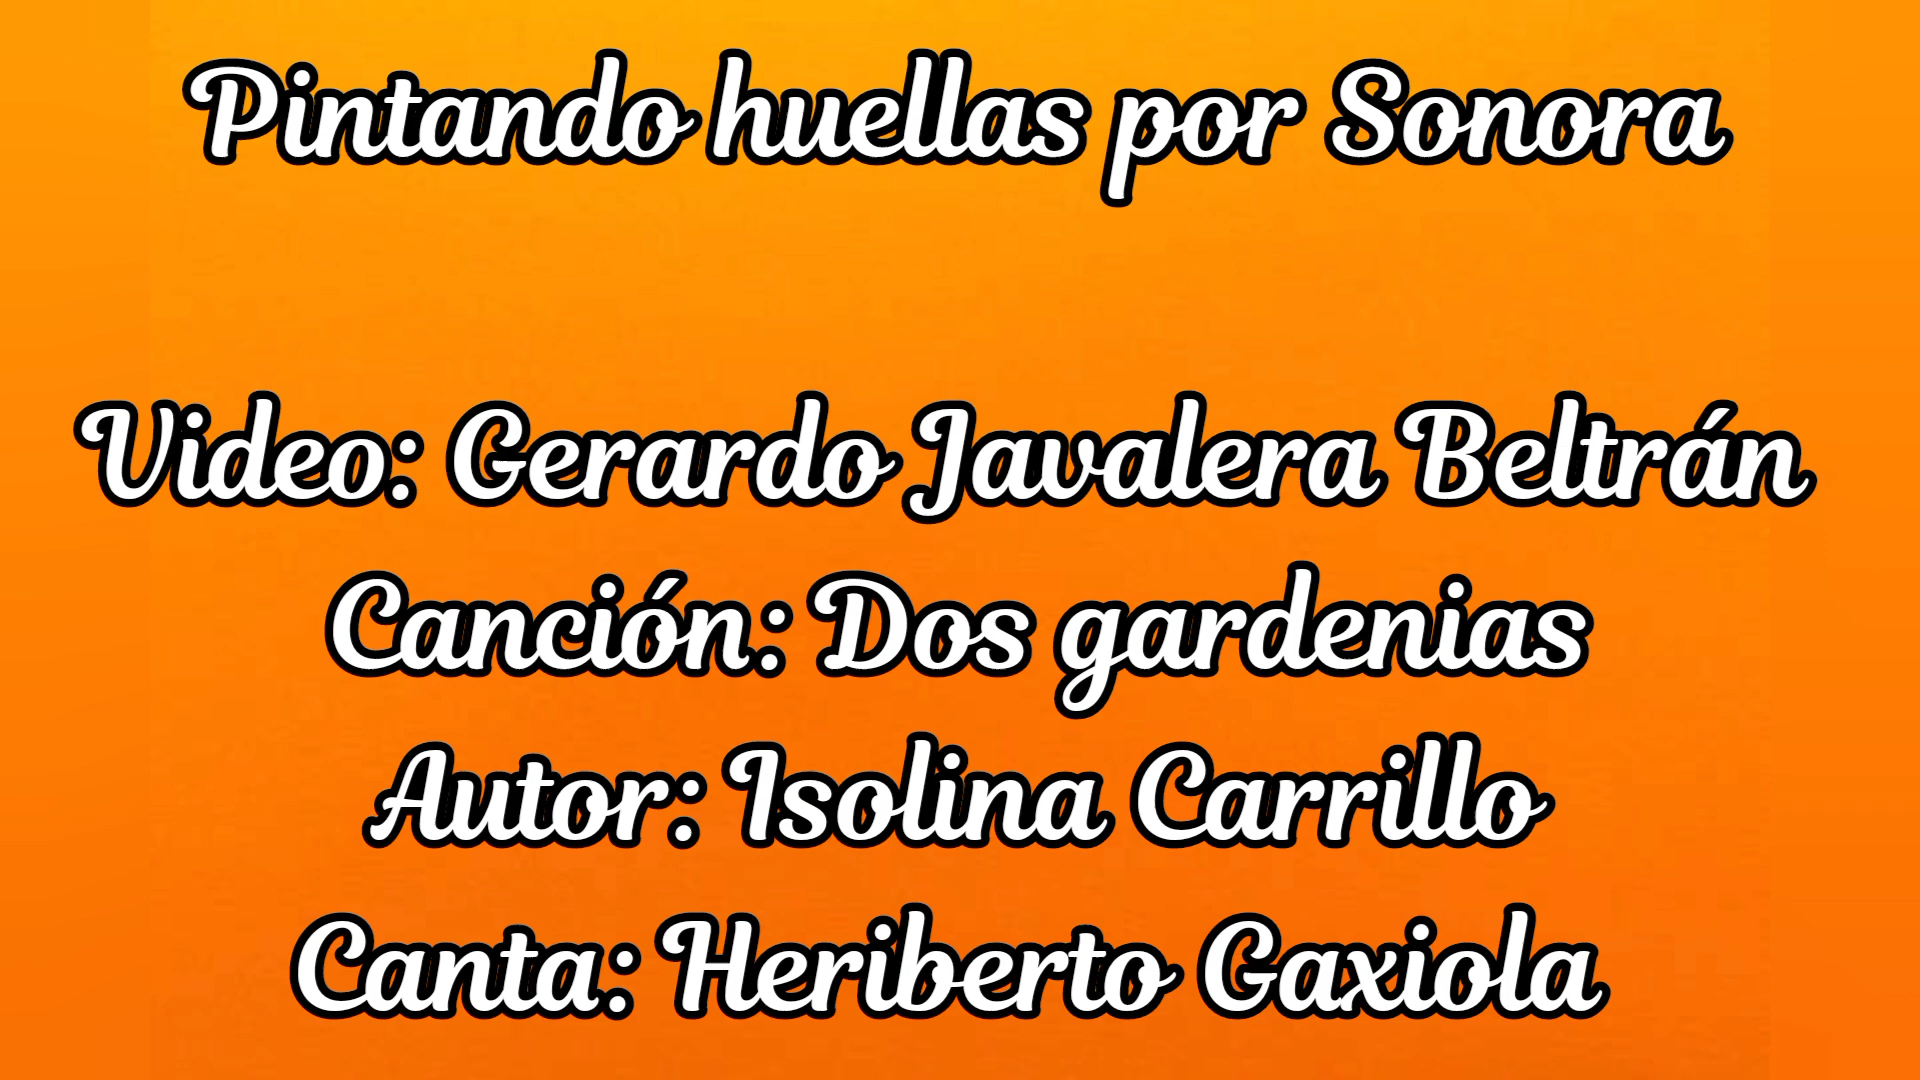 Pintando huellas por Sonora
Video: Gerardo Javalera Beltrán
Canción: Dos gardenias
Autor: Isolina Carrillo
Canta: Heriberto Gaxiola